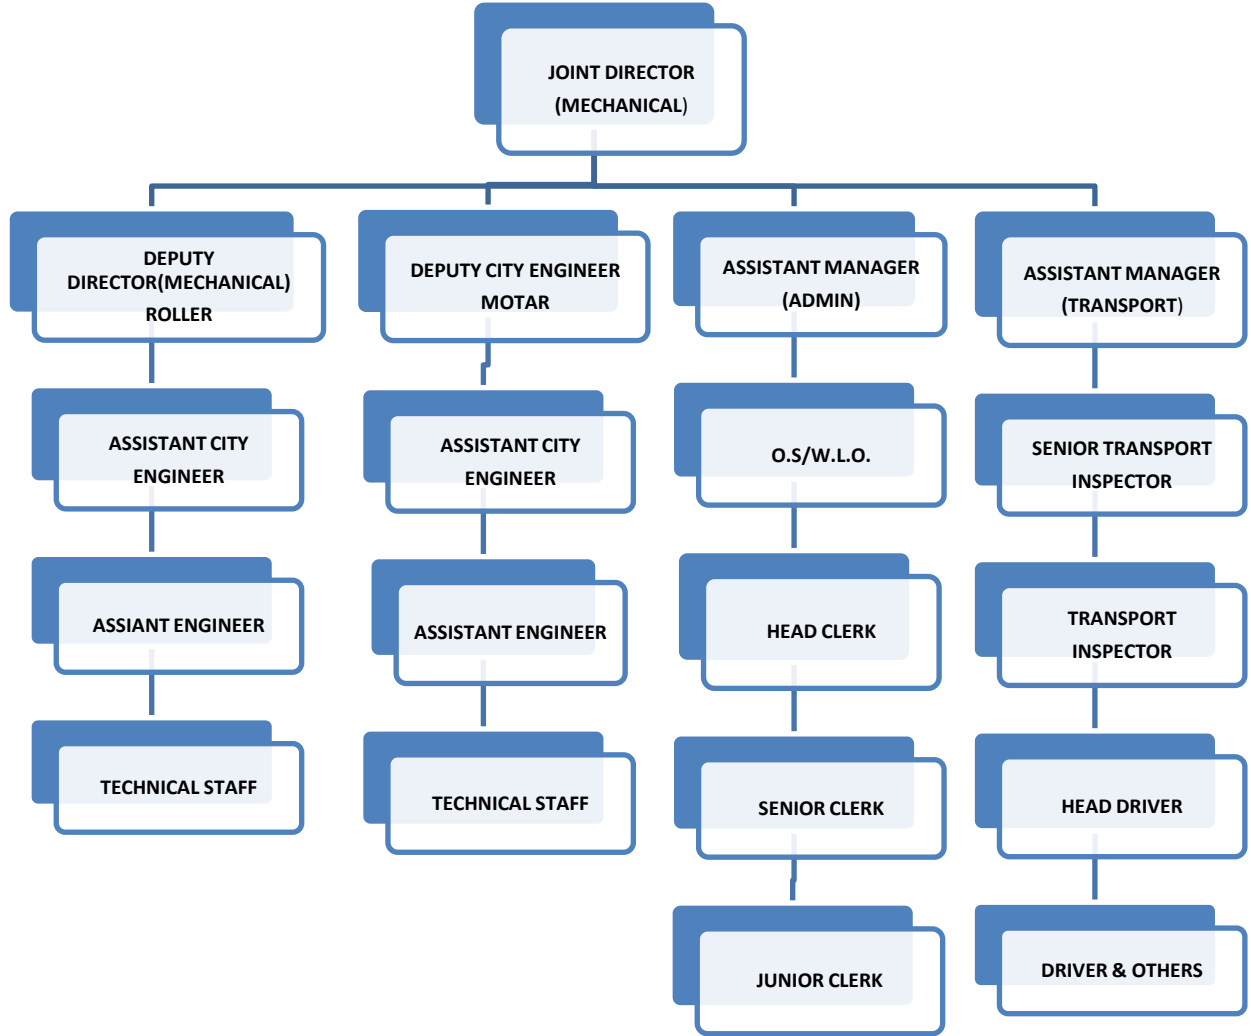 JOINT DIRECTOR
(MECHANICAL)
DEPUTY
DIRECTOR(MECHANICAL)
ROLLER
DEPUTY CITY ENGINEER
MOTAR
ASSISTANT MANAGER
(ADMIN)
ASSISTANT MANAGER
(TRANSPORT)
ASSISTANT CITY
ENGINEER
ASSISTANT CITY
ENGINEER
O.S/W.L.O.
SENIOR TRANSPORT
INSPECTOR
ASSIANT ENGINEER
ASSISTANT ENGINEER
HEAD CLERK
TRANSPORT
INSPECTOR
TECHNICAL STAFF
TECHNICAL STAFF
SENIOR CLERK
HEAD DRIVER
JUNIOR CLERK
DRIVER & OTHERS